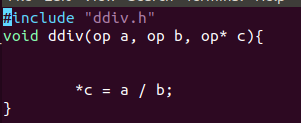 #include "ddiv.h"
void ddiv(op a, op b, op* c){
*c = a / b;
}